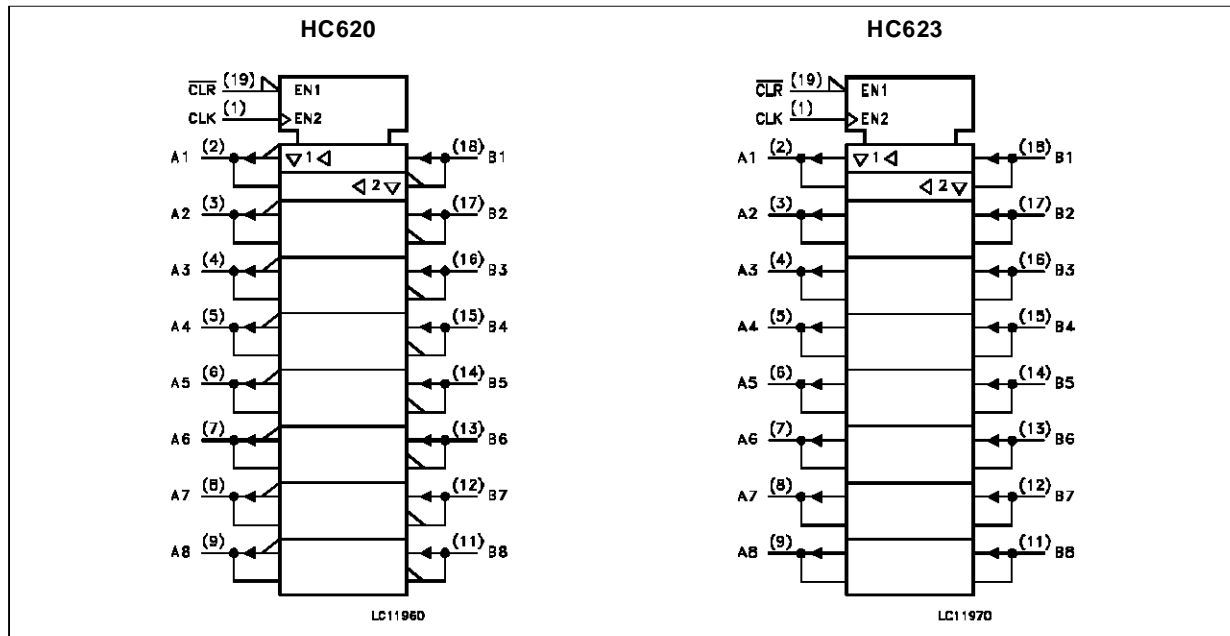 HC620 HC623
CLR (19) EN1 CLR (19) EN1
CLK (1) EN2 CLK (1) EN2
A1 (2) 1 (18) B1 A1 (2) 1 (18) B1
2 2
A2 (3) (17) B2 A2 (3) (17) B2
A3 (4) (16) B3 A3 (4) (16) B3
A4 (5) (15) B4 A4 (5) (15) B4
A5 (6) (14) B5 A5 (6) (14) B5
A6 (7) (13) B6 A6 (7) (13) B6
A7 (8) (12) B7 A7 (8) (12) B7
A8 (9) (11) B8 A8 (9) (11) B8
LC11960 LC11970